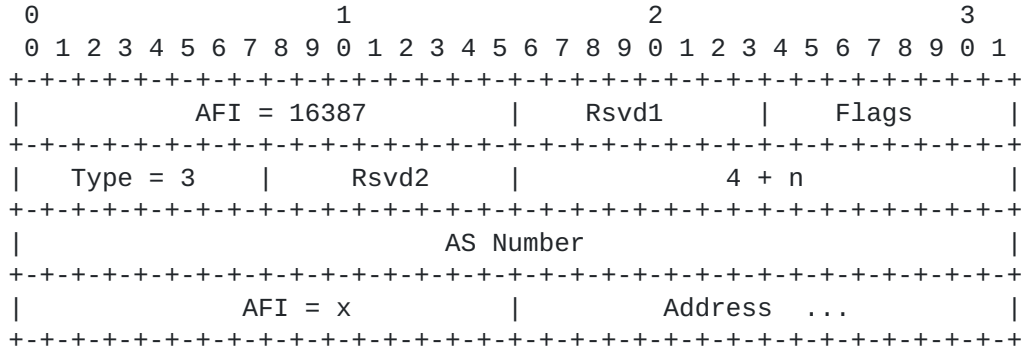 0                   1                   2                   3
 0 1 2 3 4 5 6 7 8 9 0 1 2 3 4 5 6 7 8 9 0 1 2 3 4 5 6 7 8 9 0 1
+-+-+-+-+-+-+-+-+-+-+-+-+-+-+-+-+-+-+-+-+-+-+-+-+-+-+-+-+-+-+-+-+
|           AFI = 16387         |    Rsvd1      |    Flags      |
+-+-+-+-+-+-+-+-+-+-+-+-+-+-+-+-+-+-+-+-+-+-+-+-+-+-+-+-+-+-+-+-+
|   Type = 3    |     Rsvd2     |             4 + n             |
+-+-+-+-+-+-+-+-+-+-+-+-+-+-+-+-+-+-+-+-+-+-+-+-+-+-+-+-+-+-+-+-+
|                           AS Number                           |
+-+-+-+-+-+-+-+-+-+-+-+-+-+-+-+-+-+-+-+-+-+-+-+-+-+-+-+-+-+-+-+-+
|              AFI = x          |         Address  ...          |
+-+-+-+-+-+-+-+-+-+-+-+-+-+-+-+-+-+-+-+-+-+-+-+-+-+-+-+-+-+-+-+-+